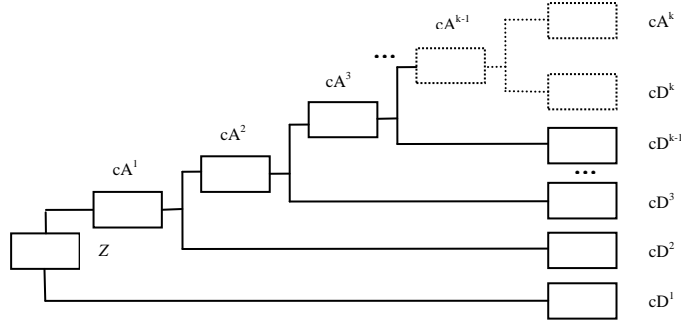 cA^k
cA^{k-1}
...
cD^k
cA^3
cD^{k-1}
cA^2
...
cA^1
cD^3
Z
cD^2
cD^1